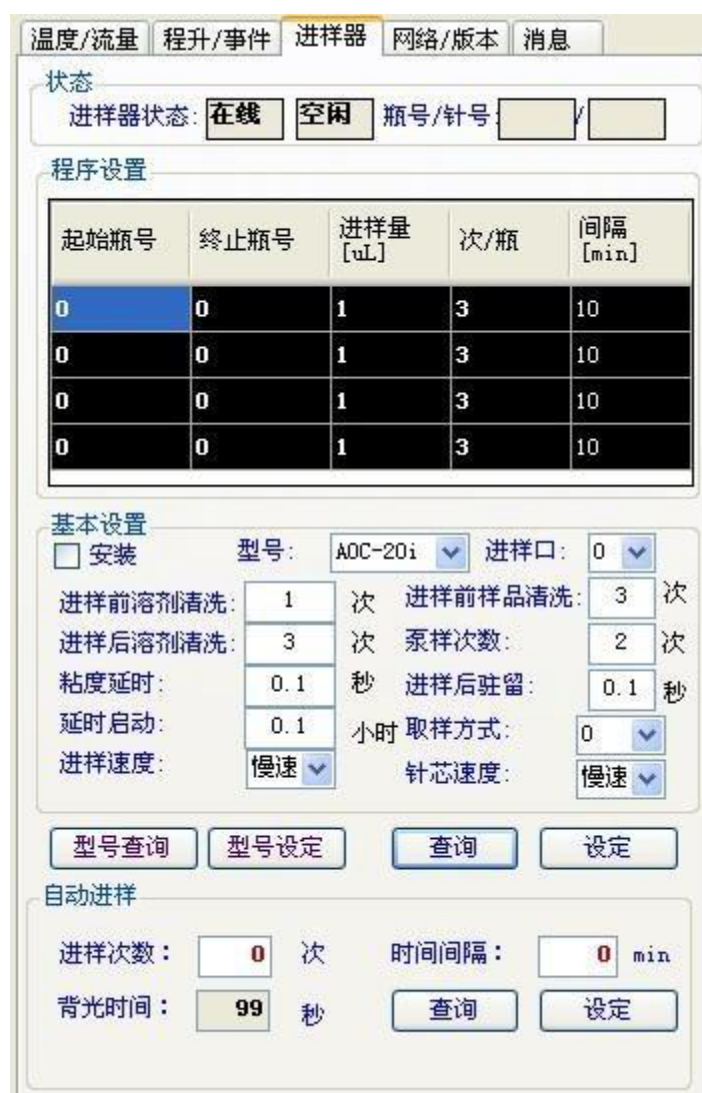 温度/流量 程升/事件 进样器 网络/版本 消息
状态
进样器状态: 在线 空闲 瓶号/针号: /
程序设置
起始瓶号 终止瓶号 进样量[uL] 次/瓶 间隔[min]
0 0 1 3 10
0 0 1 3 10
0 0 1 3 10
0 0 1 3 10
基本设置
安装 型号: AOC-20i 进样口: 0
进样前溶剂清洗: 1 次 进样前样品清洗: 3 次
进样后溶剂清洗: 3 次 泵样次数: 2 次
粘度延时: 0.1 秒 进样后驻留: 0.1 秒
延时启动: 0.1 小时 取样方式: 0
进样速度: 慢速 针芯速度: 慢速
型号查询 型号设定 查询 设定
自动进样
进样次数： 0 次 时间间隔： 0 min
背光时间： 99 秒 查询 设定